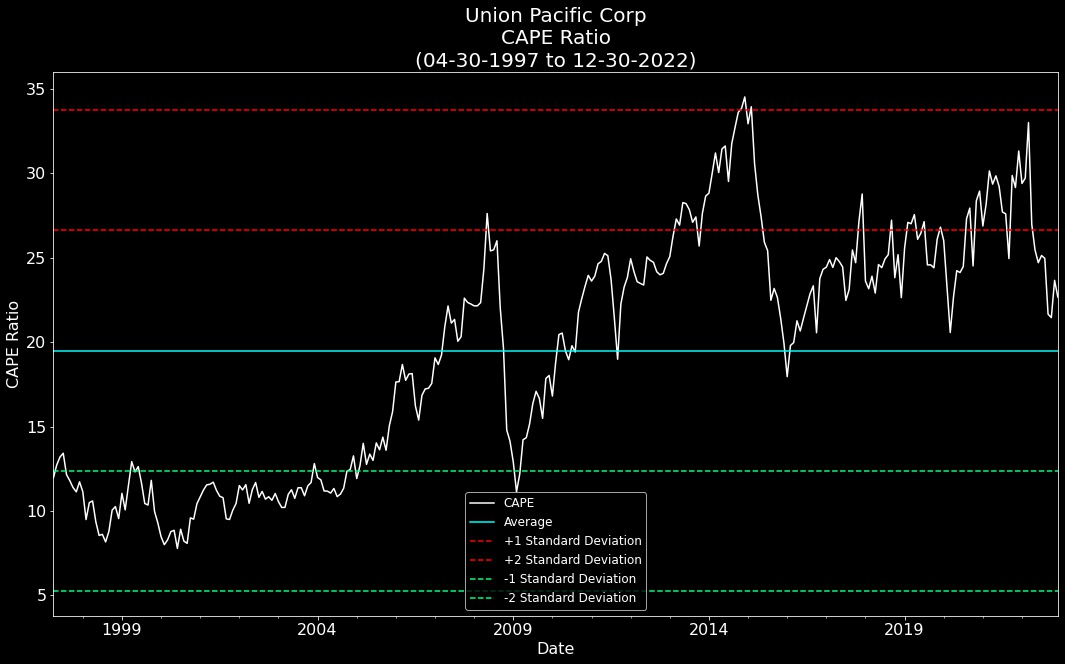 Union Pacific Corp
CAPE Ratio
(04-30-1997 to 12-30-2022)
35
30
25
20
15
10
5
CAPE Ratio
CAPE
Average
+1 Standard Deviation
+2 Standard Deviation
-1 Standard Deviation
-2 Standard Deviation
1999 2004 2009 2014 2019
Date